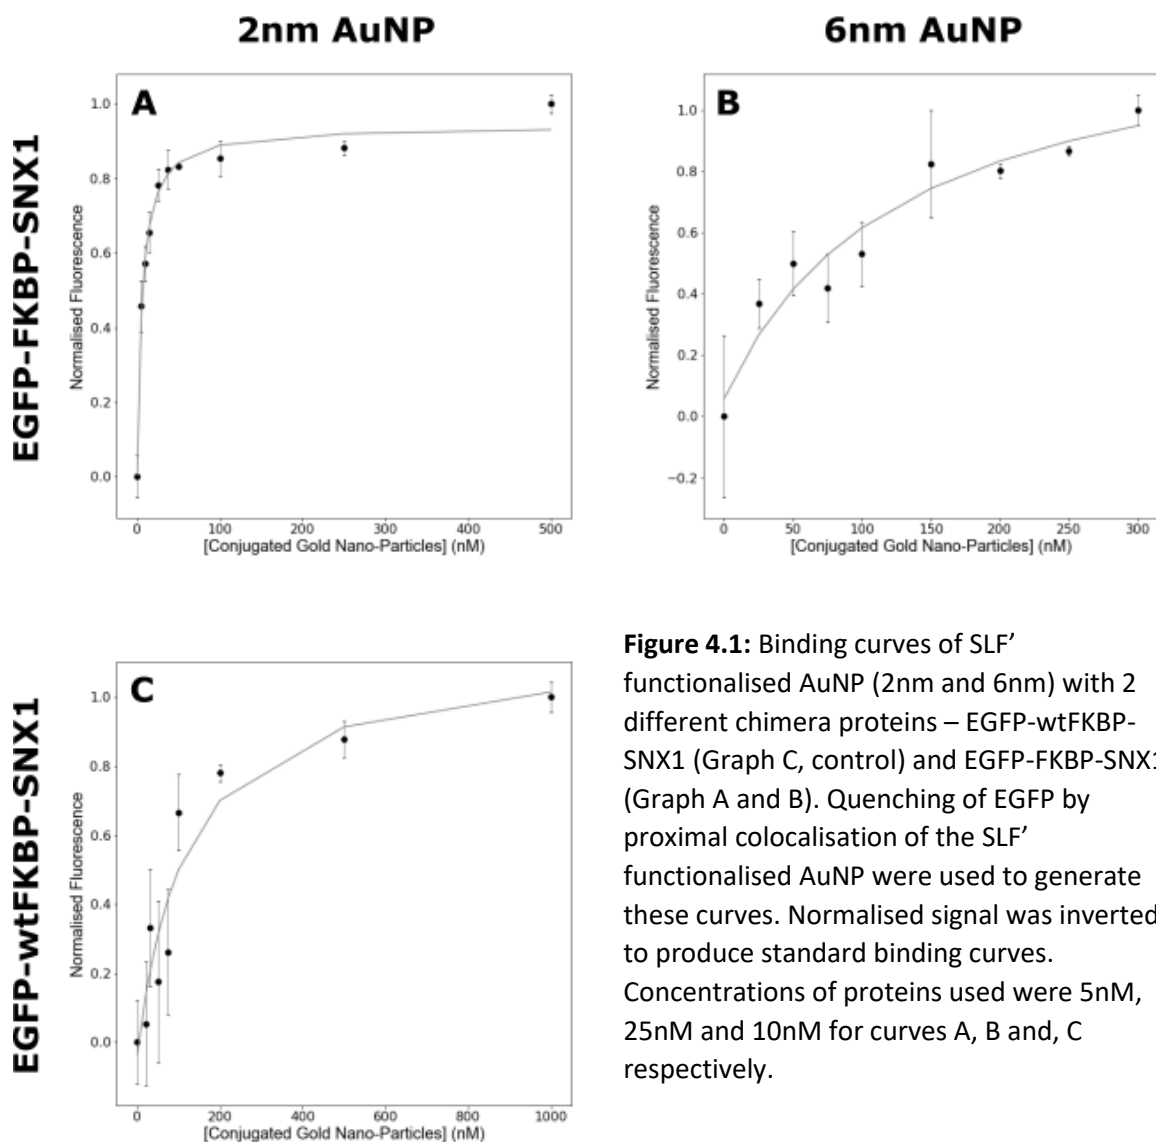 2nm AuNP
6nm AuNP
EGFP-FKBP-SNX1
A
1.0
0.8
0.6
0.4
0.2
0.0
Normalised Fluorescence
0 100 200 300 400 500
[Conjugated Gold Nano-Particles] (nM)
B
1.0
0.8
0.6
0.4
0.2
0.0
−0.2
Normalised Fluorescence
0 50 100 150 200 250 300
[Conjugated Gold Nano-Particles] (nM)
EGFP-wtFKBP-SNX1
C
1.0
0.8
0.6
0.4
0.2
0.0
Normalised Fluorescence
0 200 400 600 800 1000
[Conjugated Gold Nano-Particles] (nM)
Figure 4.1: Binding curves of SLF’
functionalised AuNP (2nm and 6nm) with 2
different chimera proteins – EGFP-wtFKBP-
SNX1 (Graph C, control) and EGFP-FKBP-SNX1
(Graph A and B). Quenching of EGFP by
proximal colocalisation of the SLF’
functionalised AuNP were used to generate
these curves. Normalised signal was inverted
to produce standard binding curves.
Concentrations of proteins used were 5nM,
25nM and 10nM for curves A, B and, C
respectively.